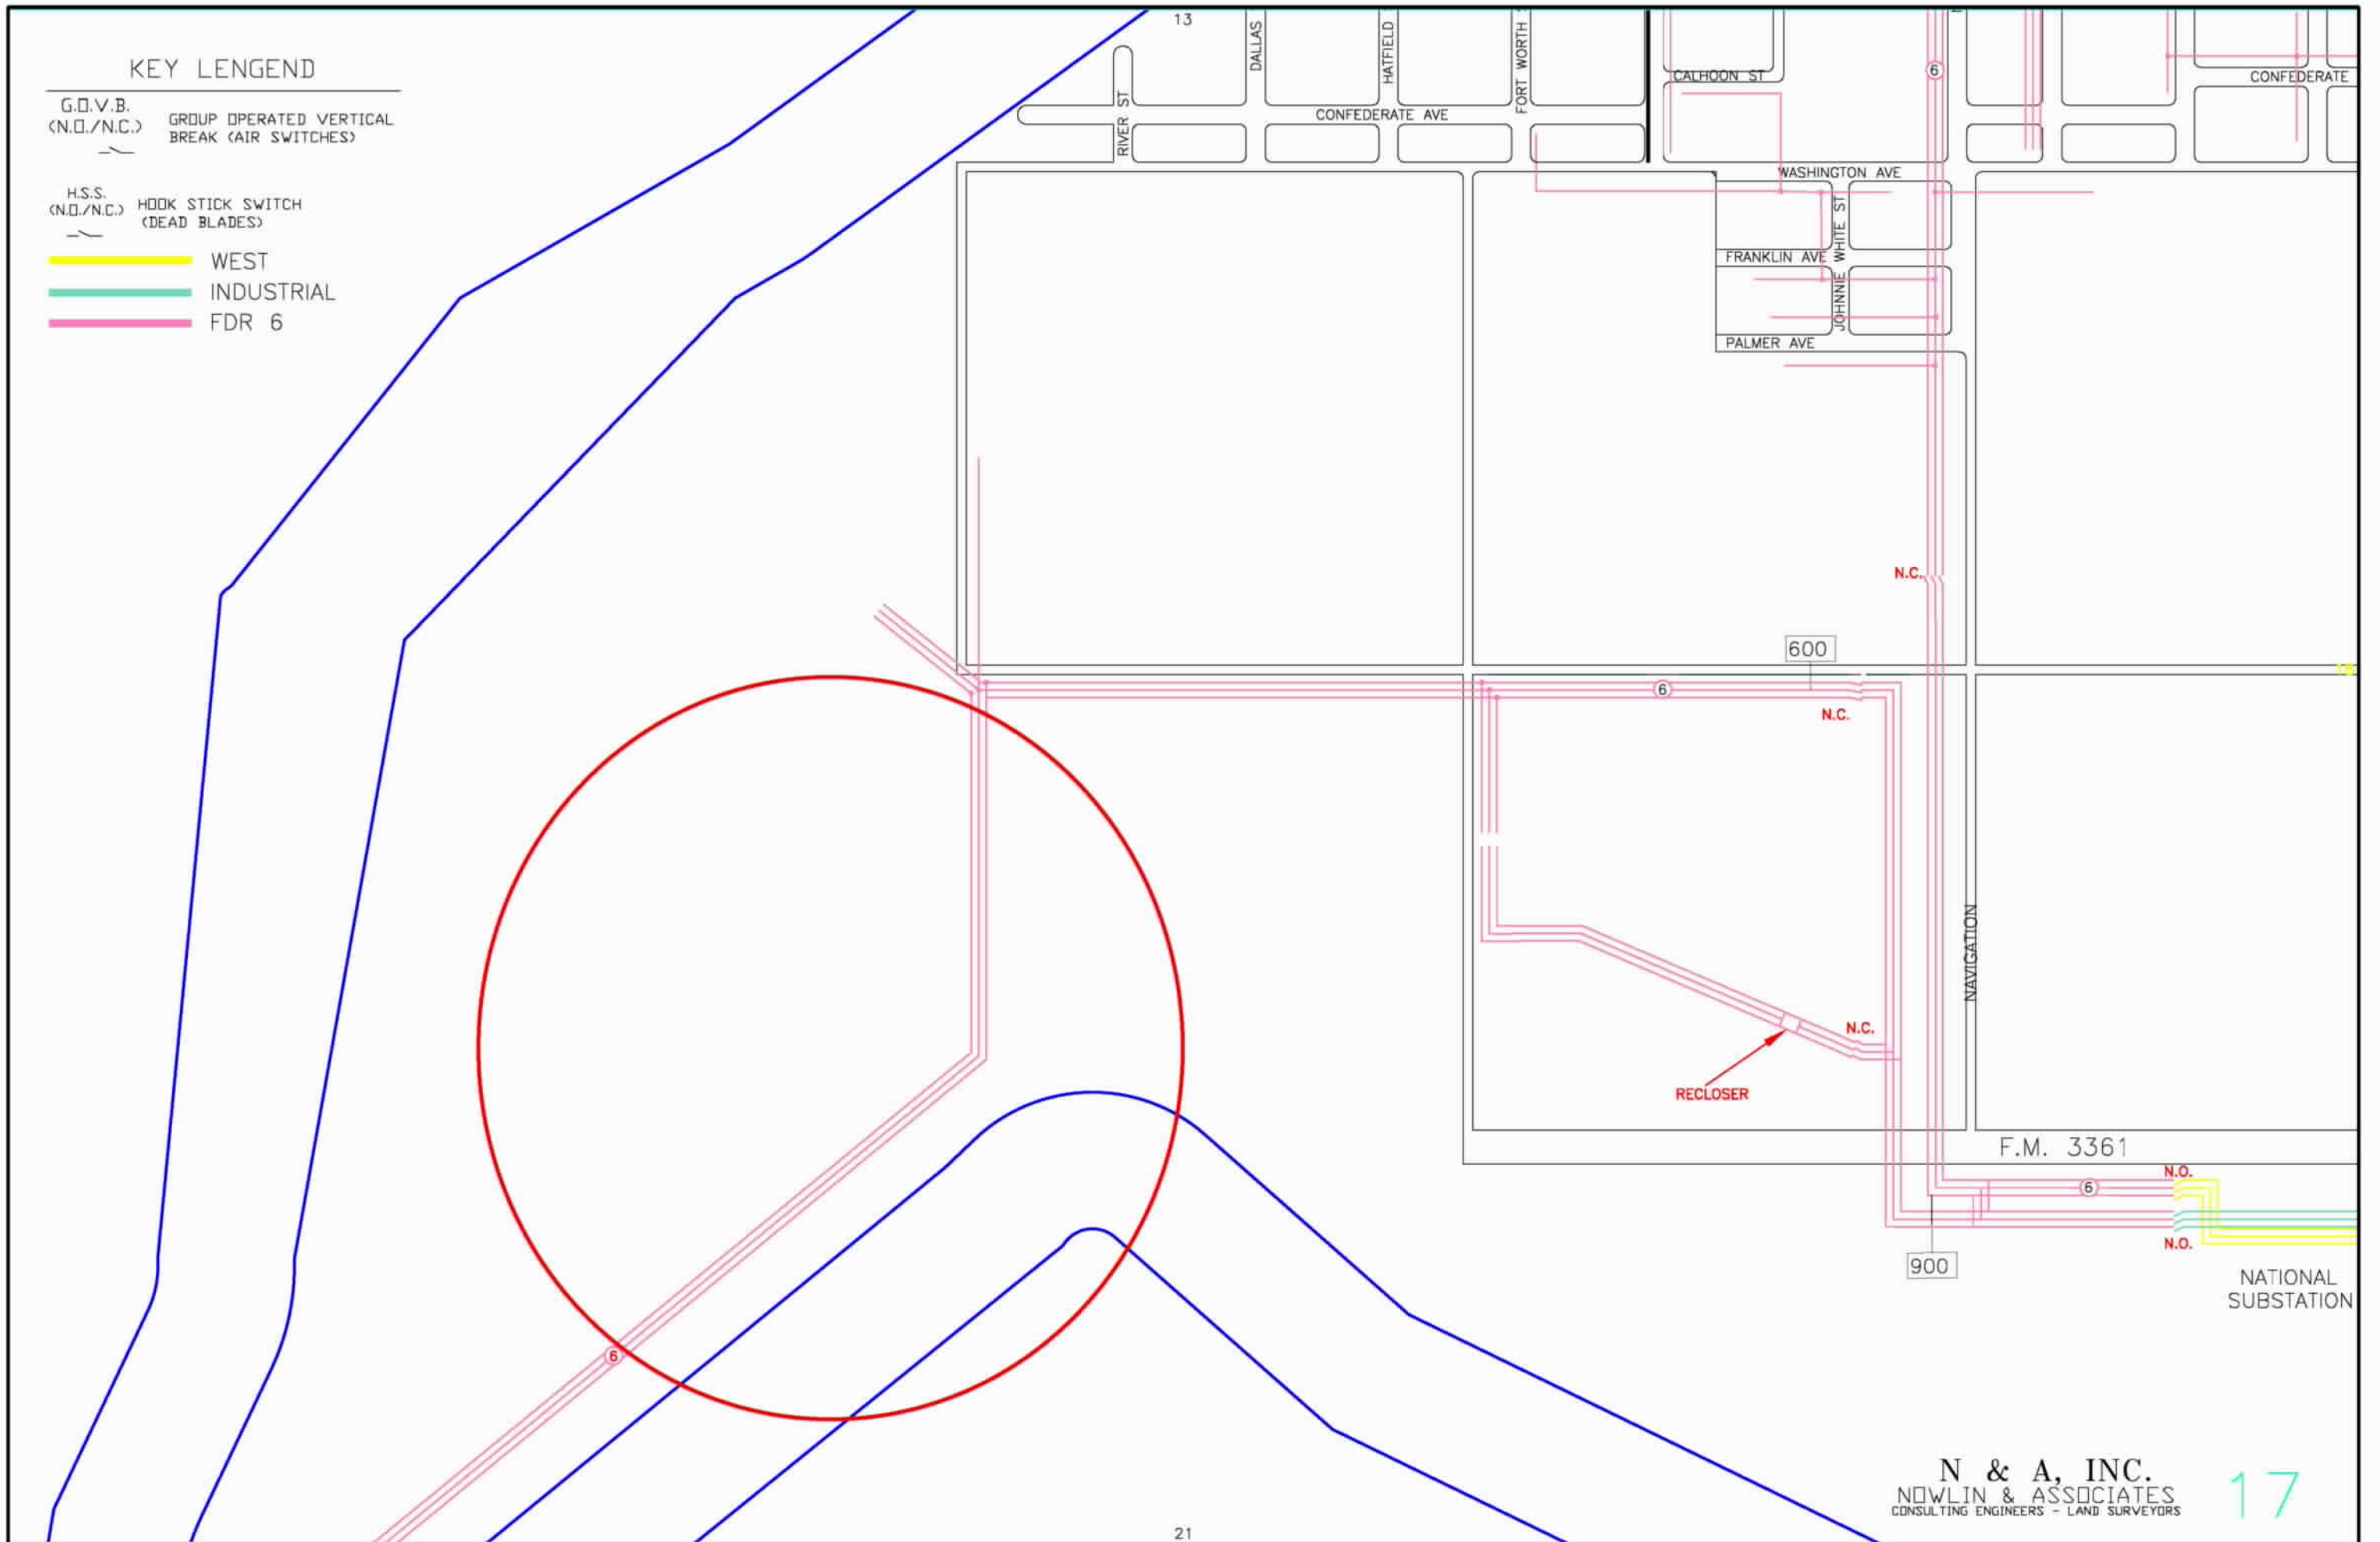 13
KEY LENGEND
G.O.V.B.
(N.O./N.C.)
GROUP OPERATED VERTICAL
BREAK (AIR SWITCHES)
H.S.S.
(N.O./N.C.)
HOOK STICK SWITCH
(DEAD BLADES)
WEST
INDUSTRIAL
FDR 6
DALLAS
HATFIELD
FORT WORTH
RIVER ST
CONFEDERATE AVE
CALHOON ST
6
CONFEDERATE
WASHINGTON AVE
JOHNNIE WHITE ST
FRANKLIN AVE
PALMER AVE
N.C.
600
6
N.C.
NAVIGATION
N.C.
RECLOSER
F.M. 3361
N.O.
6
N.O.
900
NATIONAL
SUBSTATION
6
N & A, INC.
NOWLIN & ASSOCIATES
CONSULTING ENGINEERS - LAND SURVEYORS
17
21